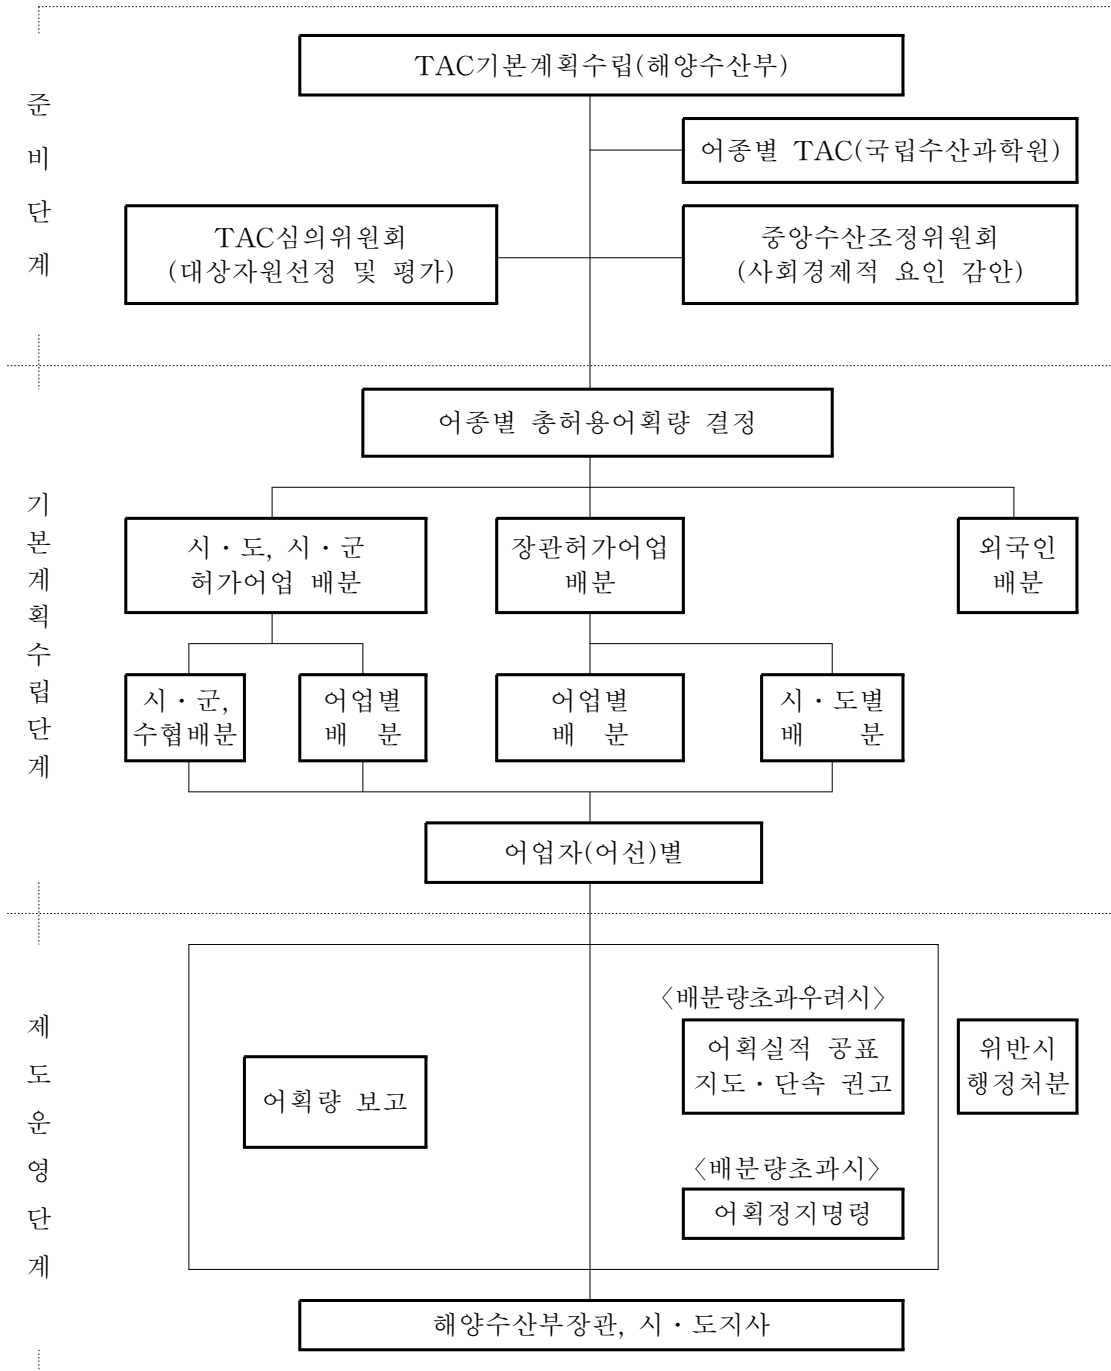 준비단계
TAC기본계획수립(해양수산부)
어종별 TAC(국립수산과학원)
TAC심의위원회
(대상자원선정 및 평가)
중앙수산조정위원회
(사회경제적 요인 감안)
기본계획수립단계
어종별 총허용어획량 결정
시・도, 시・군
허가어업 배분
장관허가어업
배분
외국인
배분
시・군,
수협배분
어업별
배 분
어업별
배 분
시・도별
배 분
어업자(어선)별
제도운영단계
어획량 보고
〈배분량초과우려시〉
어획실적 공표
지도・단속 권고
위반시
행정처분
〈배분량초과시〉
어획정지명령
해양수산부장관, 시・도지사